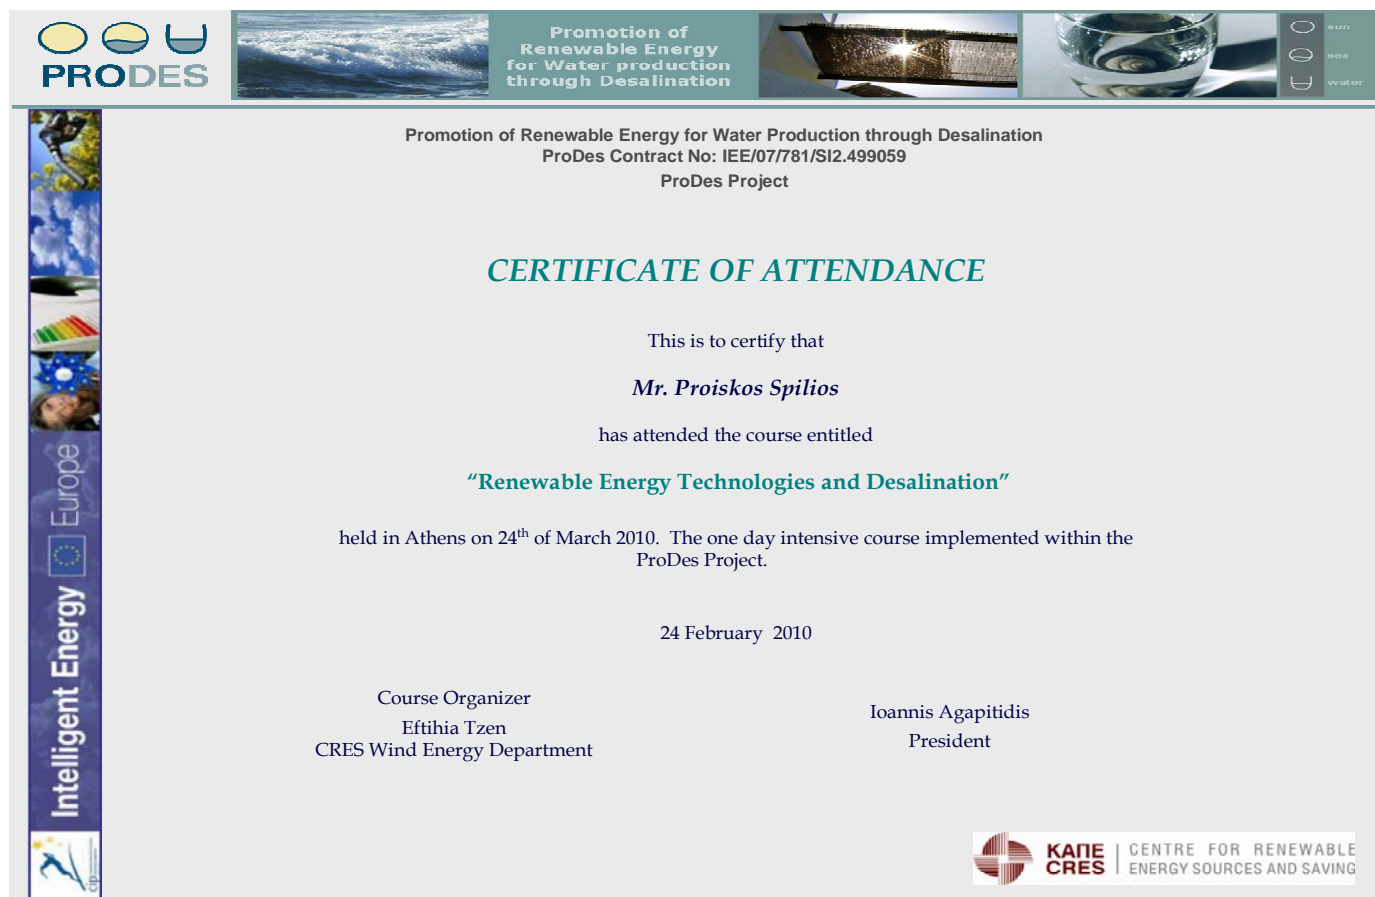 PRODES
Promotion of
Renewable Energy
for Water production
through Desalination
sun
sea
water
Promotion of Renewable Energy for Water Production through Desalination
ProDes Contract No: IEE/07/781/SI2.499059
ProDes Project
CERTIFICATE OF ATTENDANCE
This is to certify that
Mr. Proiskos Spilios
has attended the course entitled
“Renewable Energy Technologies and Desalination”
held in Athens on 24th of March 2010. The one day intensive course implemented within the
ProDes Project.
24 February 2010
Course Organizer
Eftihia Tzen
CRES Wind Energy Department
Ioannis Agapitidis
President
Intelligent Energy Europe
cip
ΚΑΠΕ
CRES
CENTRE FOR RENEWABLE
ENERGY SOURCES AND SAVING